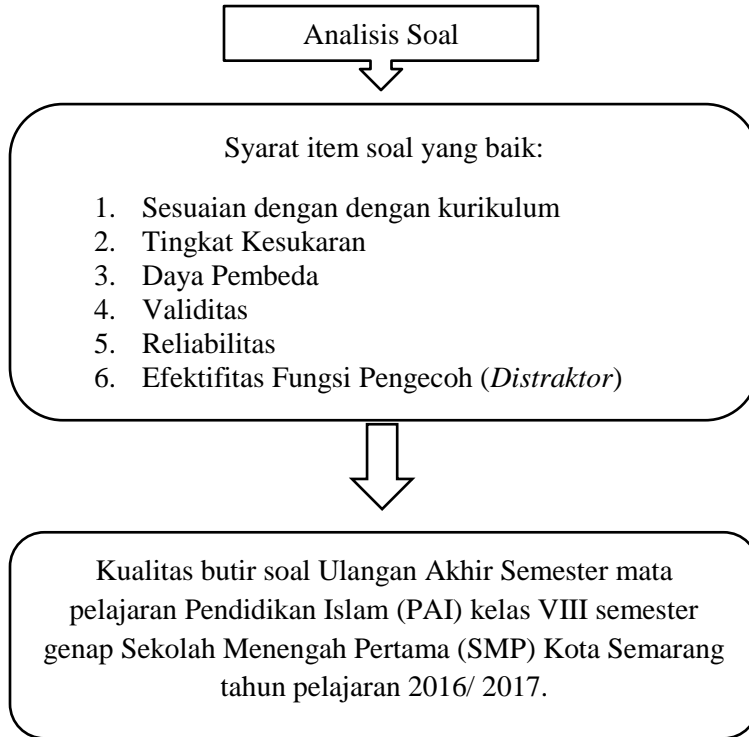 Analisis Soal
Syarat item soal yang baik:
1. Sesuaian dengan dengan kurikulum
2. Tingkat Kesukaran
3. Daya Pembeda
4. Validitas
5. Reliabilitas
6. Efektifitas Fungsi Pengecoh (Distraktor)
Kualitas butir soal Ulangan Akhir Semester mata
pelajaran Pendidikan Islam (PAI) kelas VIII semester
genap Sekolah Menengah Pertama (SMP) Kota Semarang
tahun pelajaran 2016/ 2017.